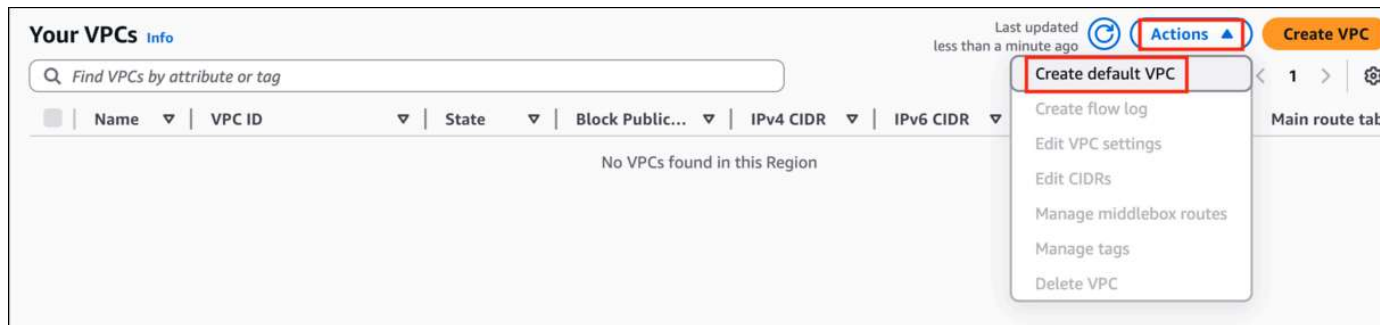 Your VPCs Info
Last updated
less than a minute ago
Actions
Create VPC
Find VPCs by attribute or tag
1
Name
VPC ID
State
Block Public...
IPv4 CIDR
IPv6 CIDR
Main route tab
No VPCs found in this Region
Create default VPC
Create flow log
Edit VPC settings
Edit CIDRs
Manage middlebox routes
Manage tags
Delete VPC